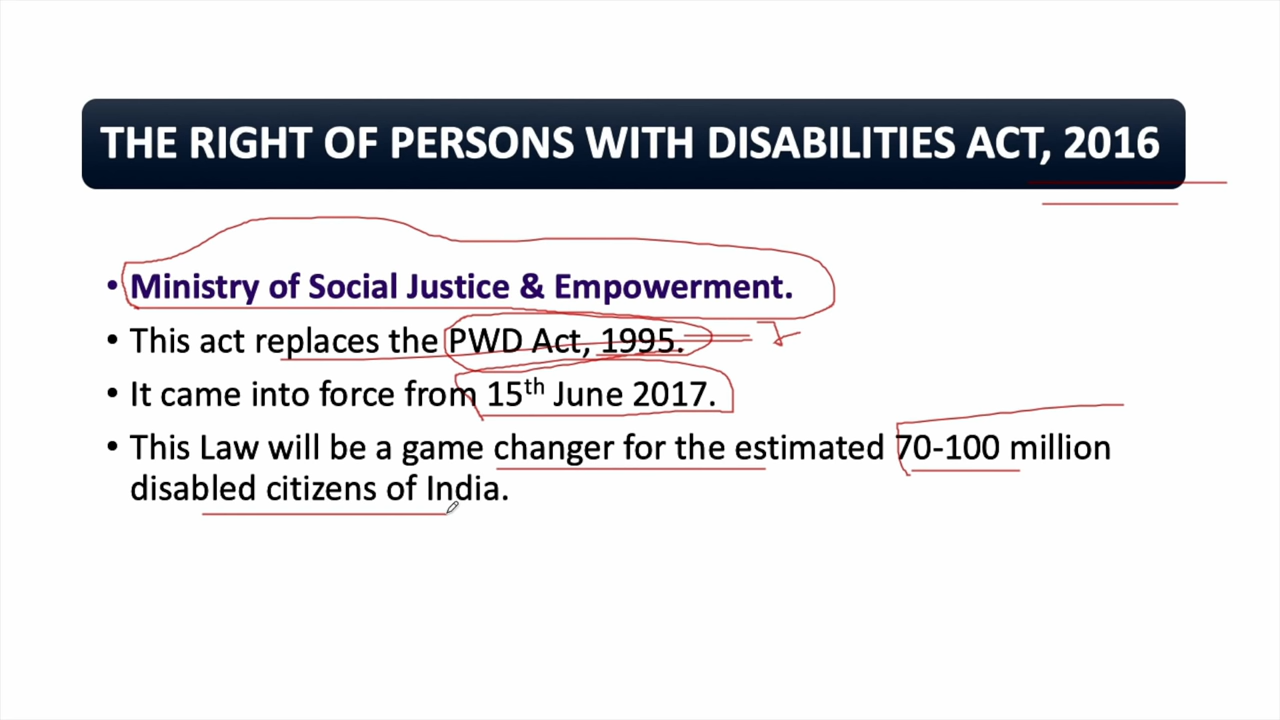 THE RIGHT OF PERSONS WITH DISABILITIES ACT, 2016
• Ministry of Social Justice & Empowerment.
• This act replaces the PWD Act, 1995.
• It came into force from 15th June 2017.
• This Law will be a game changer for the estimated 70-100 million
disabled citizens of India.